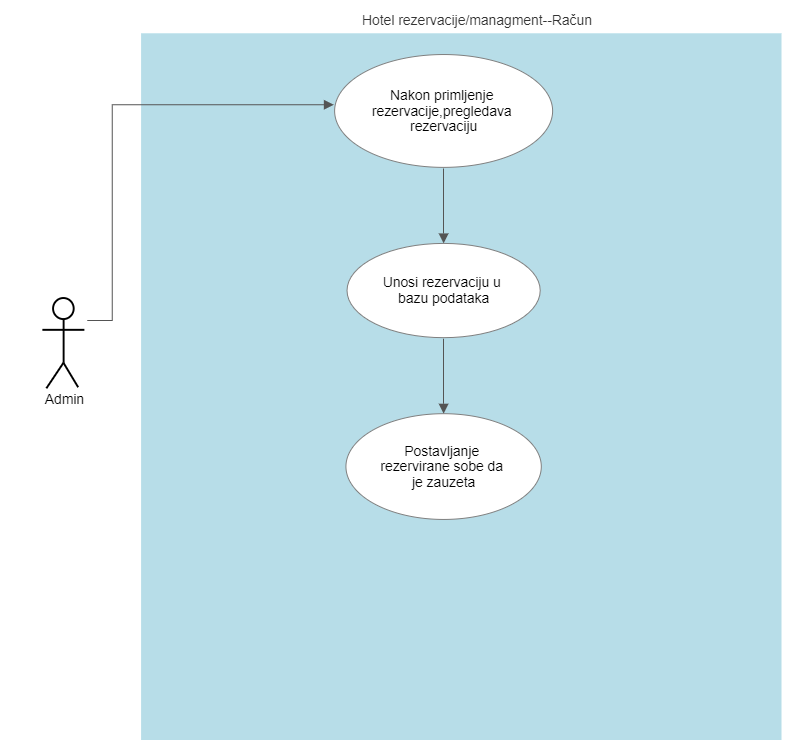 Hotel rezervacije/managment--Račun
Nakon primljenje
rezervacije,pregledava
rezervaciju
Unosi rezervaciju u
bazu podataka
Admin
Postavljanje
rezervirane sobe da
je zauzeta